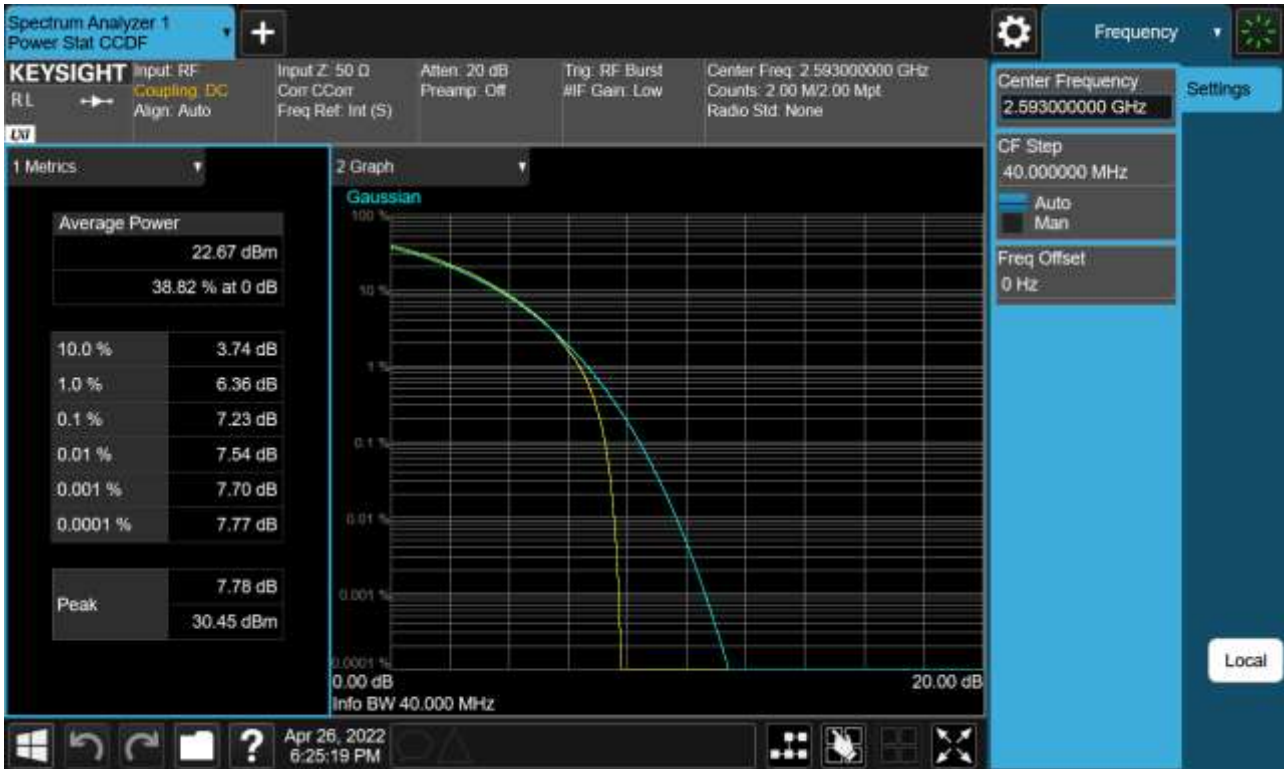 Spectrum Analyzer 1
Power Stat CCDF
+
Frequency
KEYSIGHT
RL
LXI
Input: RF
Coupling: DC
Align: Auto
Input Z: 50 Ω
Corr CCorr
Freq Ref: Int (S)
Atten: 20 dB
Preamp: Off
Trig: RF Burst
#IF Gain: Low
Center Freq: 2.593000000 GHz
Counts: 2.00 M/2.00 Mpt
Radio Std: None
Center Frequency
2.593000000 GHz
Settings
CF Step
40.000000 MHz
Auto
Man
Freq Offset
0 Hz
1 Metrics
Average Power
22.67 dBm
38.82 % at 0 dB
10.0 % 3.74 dB
1.0 % 6.36 dB
0.1 % 7.23 dB
0.01 % 7.54 dB
0.001 % 7.70 dB
0.0001 % 7.77 dB
Peak
7.78 dB
30.45 dBm
2 Graph
Gaussian
100 %
10 %
1 %
0.1 %
0.01 %
0.001 %
0.0001 %
0.00 dB 20.00 dB
Info BW 40.000 MHz
Local
?
Apr 26, 2022
6:25:19 PM